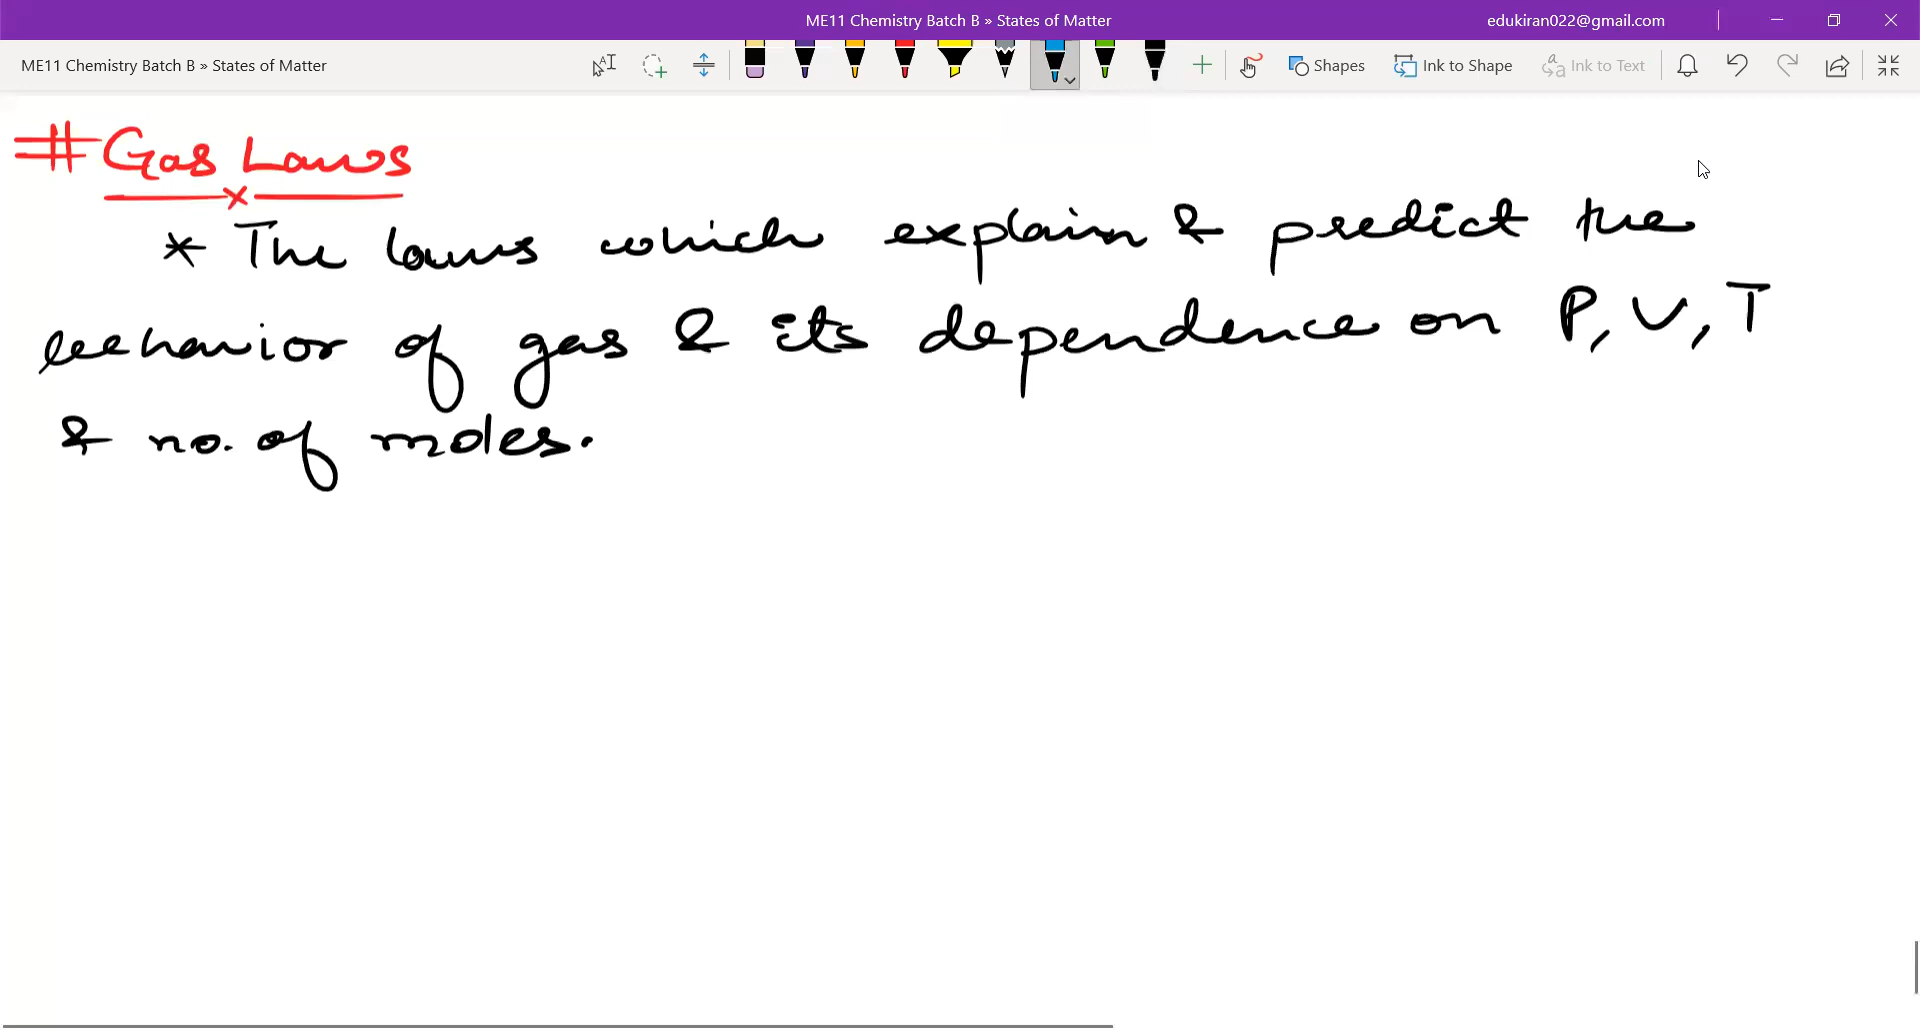 ME11 Chemistry Batch B » States of Matter
edukiran022@gmail.com
ME11 Chemistry Batch B » States of Matter
Shapes
Ink to Shape
Ink to Text
# Gas Laws
* The laws which explain & predict the
behavior of gas & its dependence on P, V, T
& no. of moles.